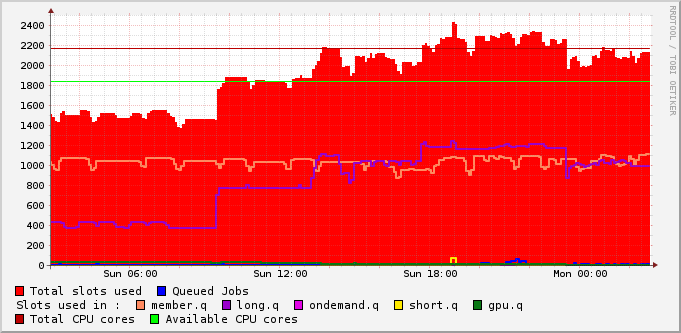 RRDTOOL / TOBI OETIKER
2400
2200
2000
1800
1600
1400
1200
1000
800
600
400
200
0
Sun 06:00 Sun 12:00 Sun 18:00 Mon 00:00
Total slots used Queued Jobs
Slots used in : member.q long.q ondemand.q short.q gpu.q
Total CPU cores Available CPU cores